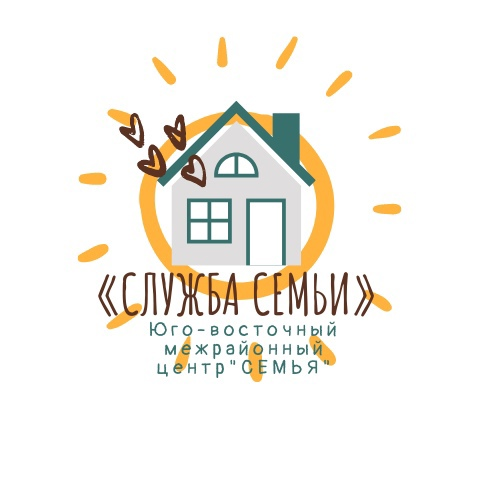 «СЛУЖБА СЕМЬИ»
Юго-восточный
межрайонный
центр"СЕМЬЯ"